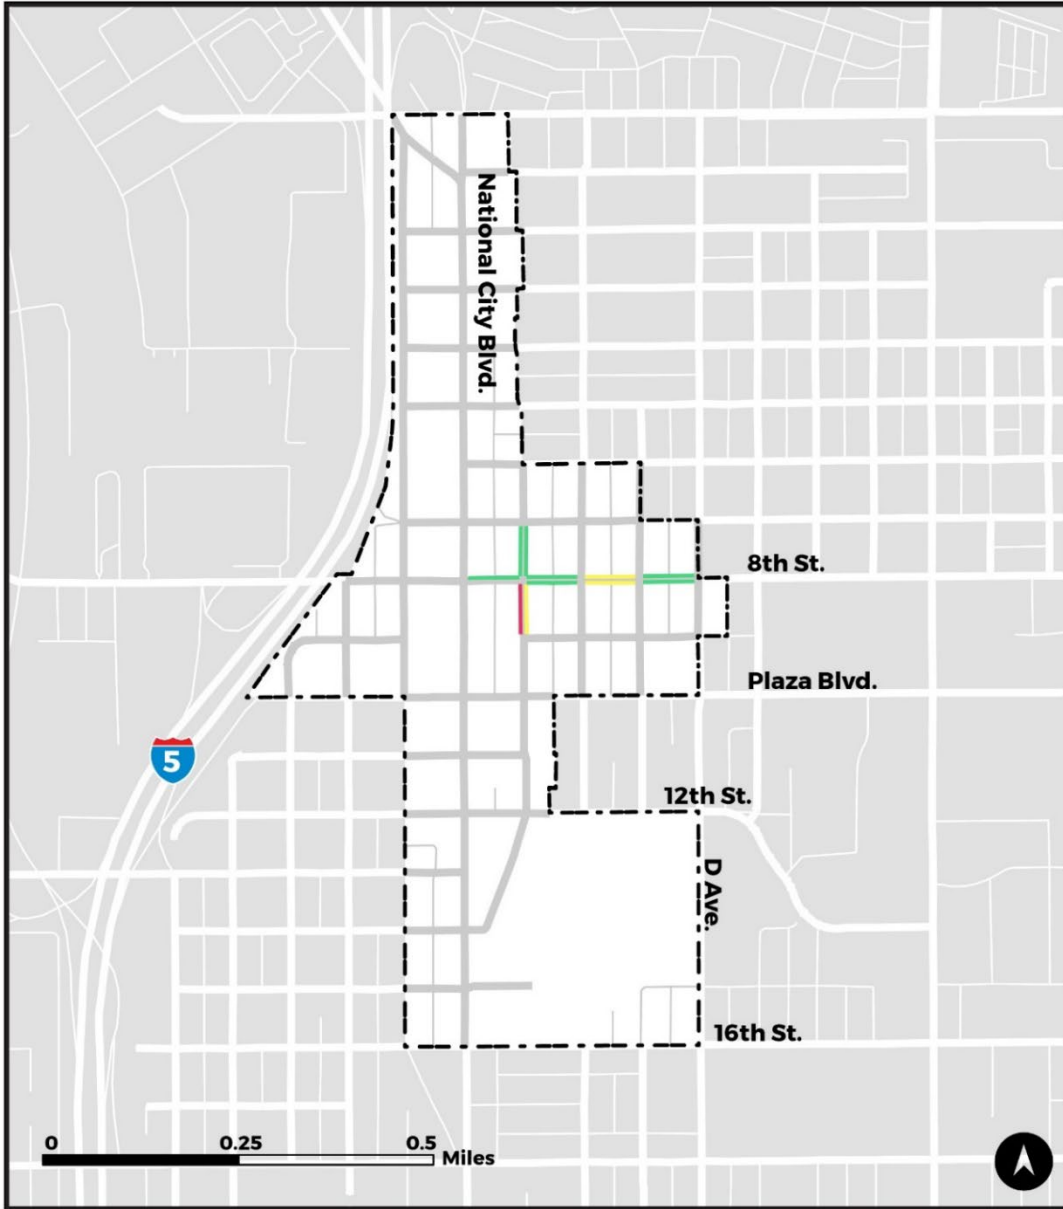 National City Blvd.
8th St.
Plaza Blvd.
5
12th St.
D Ave.
16th St.
0 0.25 0.5
Miles